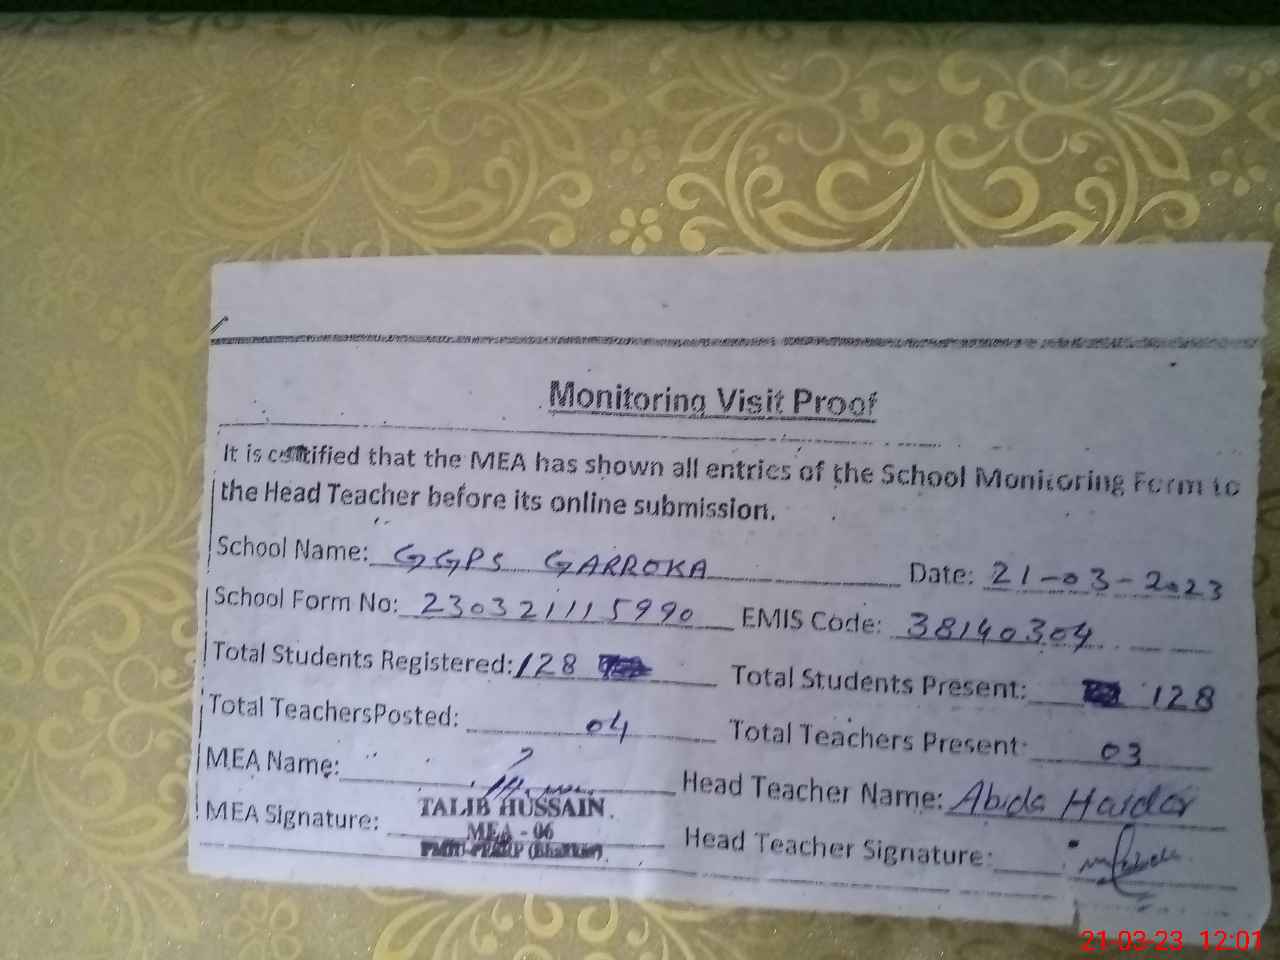 Monitoring Visit Proof
It is certified that the MEA has shown all entries of the School Monitoring Form to
the Head Teacher before its online submission.
School Name: GGPS GARROKA Date: 21-03-2023
School Form No: 230321115990 EMIS Code: 38140304
Total Students Registered: 128 Total Students Present: 128
Total TeachersPosted: 04 Total Teachers Present: 03
MEA Name: Head Teacher Name: Abida Haidar
TALIB HUSSAIN
MEA Signature: MEA - 06 Head Teacher Signature:
21-03-23 12:01